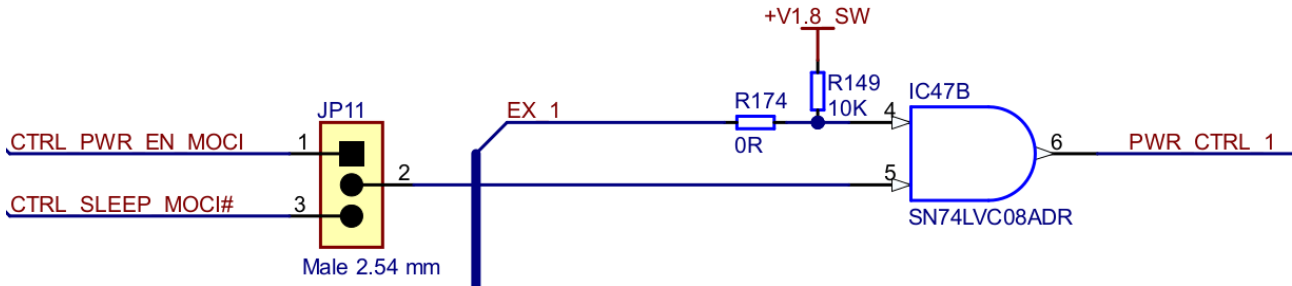 +V1.8_SW
JP11
EX_1
R174
0R
R149
10K
IC47B
4
5
6
PWR_CTRL_1
SN74LVC08ADR
CTRL_PWR_EN_MOCI
1
2
CTRL_SLEEP_MOCI#
3
Male 2.54 mm